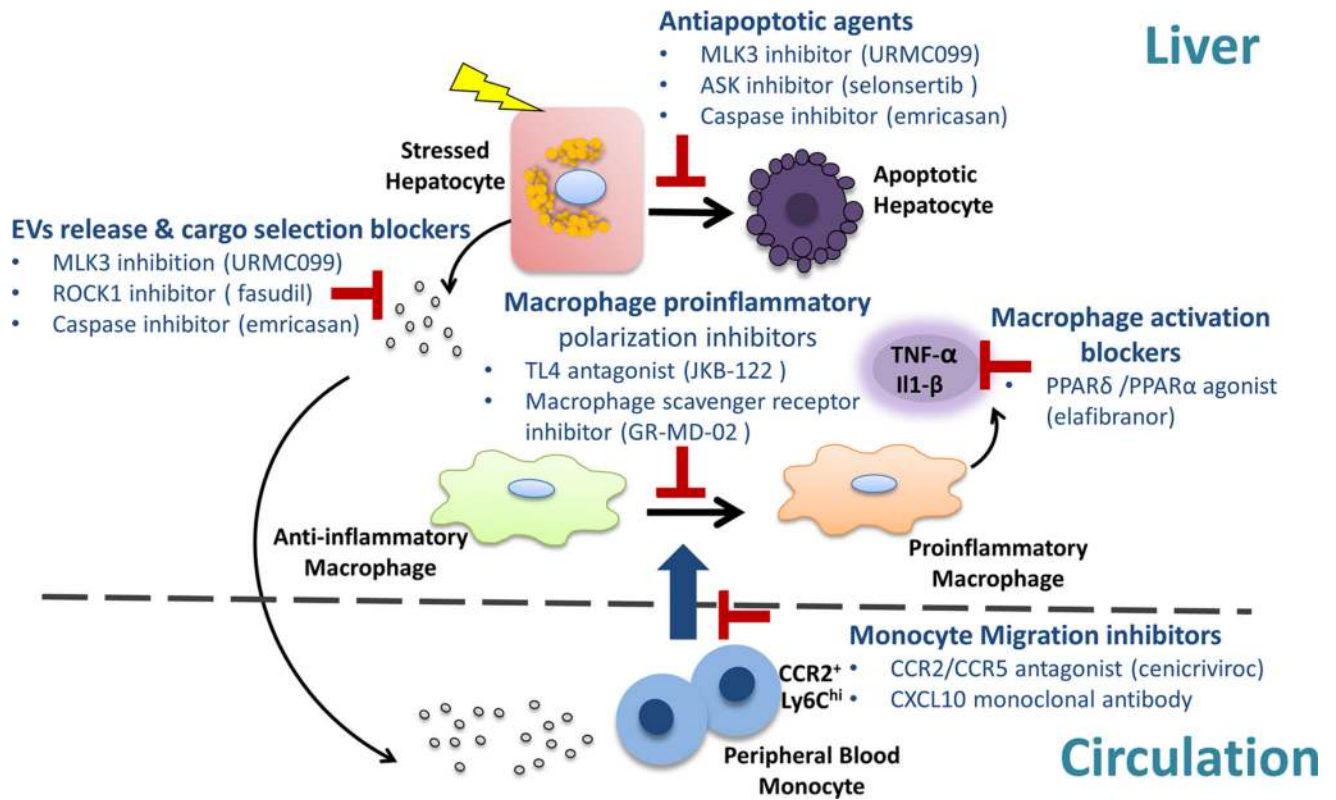 Liver
Antiapoptotic agents
• MLK3 inhibitor (URMC099)
• ASK inhibitor (selonsertib )
• Caspase inhibitor (emricasan)
Stressed
Hepatocyte
Apoptotic
Hepatocyte
EVs release & cargo selection blockers
• MLK3 inhibition (URMC099)
• ROCK1 inhibitor ( fasudil)
• Caspase inhibitor (emricasan)
Macrophage proinflammatory
polarization inhibitors
• TL4 antagonist (JKB-122 )
• Macrophage scavenger receptor
inhibitor (GR-MD-02 )
TNF-α
Il1-β
Macrophage activation
blockers
• PPARδ /PPARα agonist
(elafibranor)
Anti-inflammatory
Macrophage
Proinflammatory
Macrophage
Monocyte Migration inhibitors
• CCR2/CCR5 antagonist (cenicriviroc)
• CXCL10 monoclonal antibody
CCR2⁺
Ly6Cʰⁱ
Peripheral Blood
Monocyte
Circulation